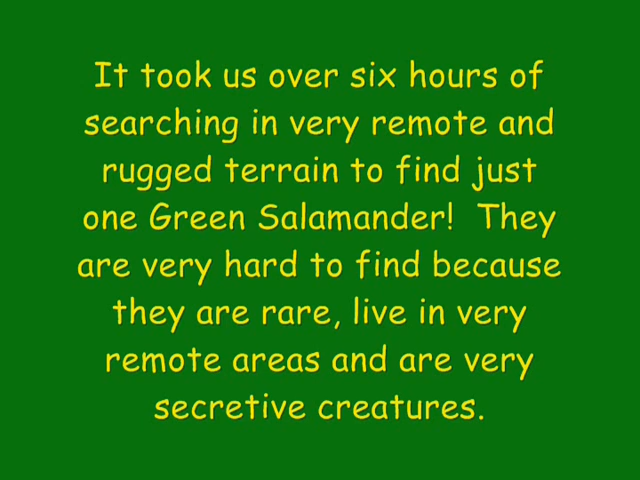 It took us over six hours of
searching in very remote and
rugged terrain to find just
one Green Salamander!  They
are very hard to find because
they are rare, live in very
remote areas and are very
secretive creatures.